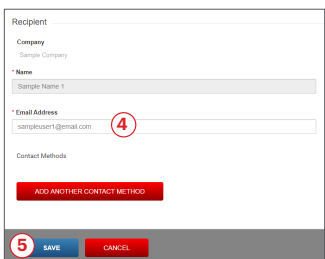 Recipient
Company
Sample Company
* Name
Sample Name 1
* Email Address
sampleuser1@email.com
4
Contact Methods
ADD ANOTHER CONTACT METHOD
5
SAVE
CANCEL